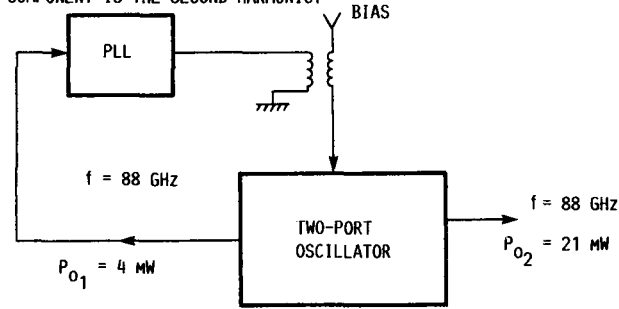 COMPONENT IS THE SECOND HARMONIC.
BIAS
PLL
f = 88 GHz
TWO-PORT
OSCILLATOR
f = 88 GHz
Po1 = 4 MW
Po2 = 21 MW